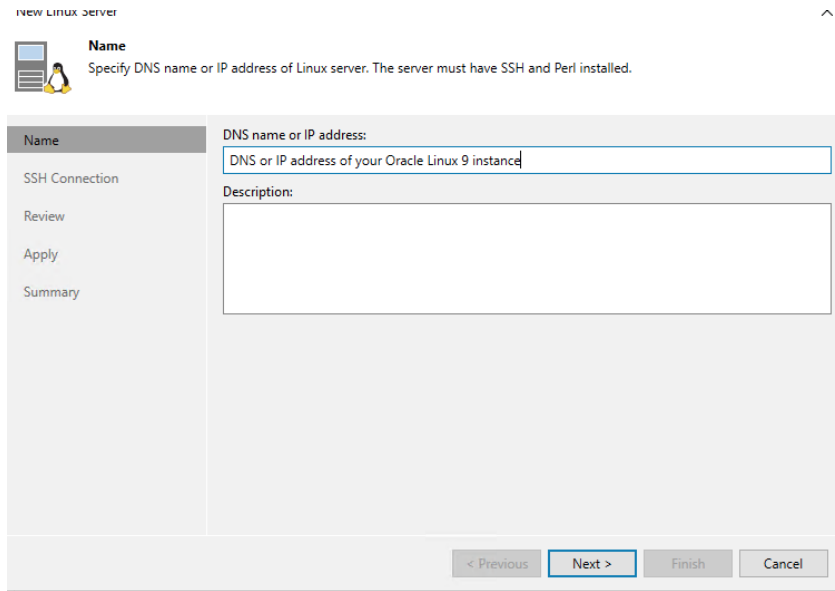 New Linux Server
Name
Specify DNS name or IP address of Linux server. The server must have SSH and Perl installed.
Name
SSH Connection
Review
Apply
Summary
DNS name or IP address:
DNS or IP address of your Oracle Linux 9 instance
Description:
< Previous
Next >
Finish
Cancel